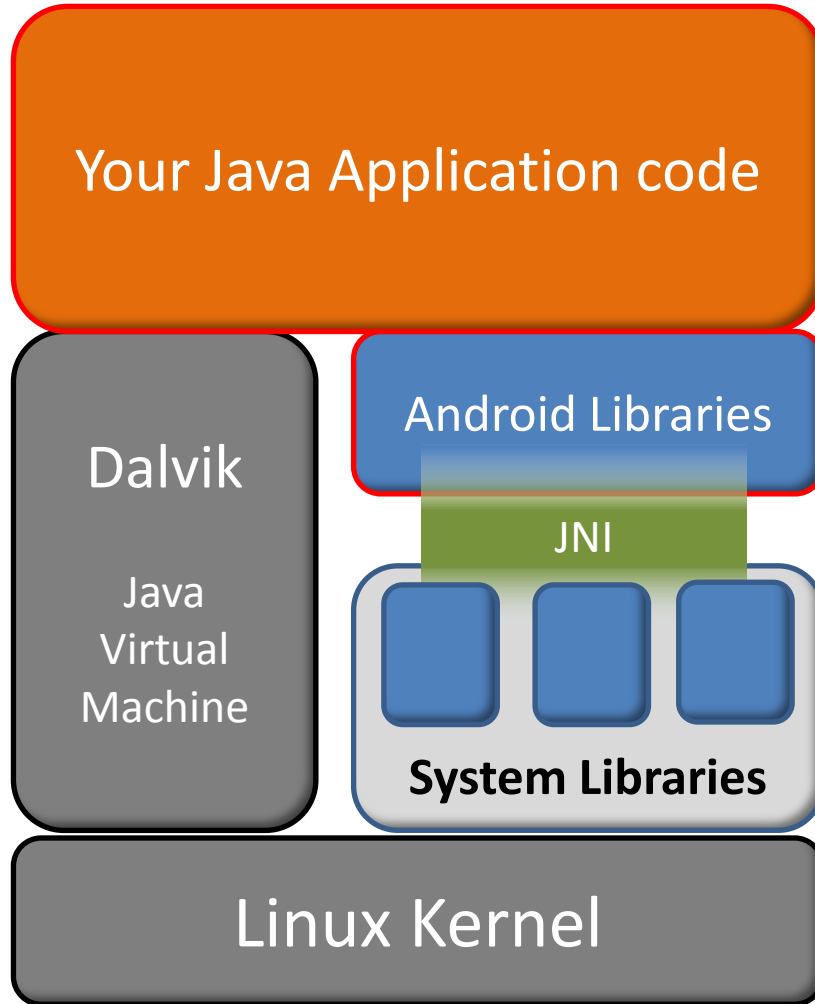 Your Java Application code
Android Libraries
Dalvik
JNI
Java
Virtual
Machine
System Libraries
Linux Kernel